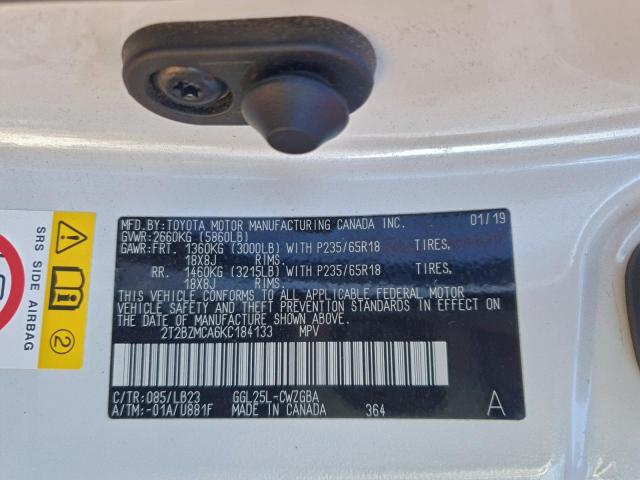 MFD.BY:TOYOTA MOTOR MANUFACTURING CANADA INC. 01/19
GVWR:2660KG (5860LB)
GAWR:FRT. 1360KG (3000LB) WITH P235/65R18 TIRES,
18X8J RIMS.
RR. 1460KG (3215LB) WITH P235/65R18 TIRES,
18X8J RIMS.
THIS VEHICLE CONFORMS TO ALL APPLICABLE FEDERAL MOTOR
VEHICLE SAFETY AND THEFT PREVENTION STANDARDS IN EFFECT ON
THE DATE OF MANUFACTURE SHOWN ABOVE.
2T2BZMCA6KC184133 MPV
C/TR:085/LB23 GGL25L-CWZGBA
A/TM:-01A/U881F MADE IN CANADA 364 A
SRS SIDE AIRBAG
2